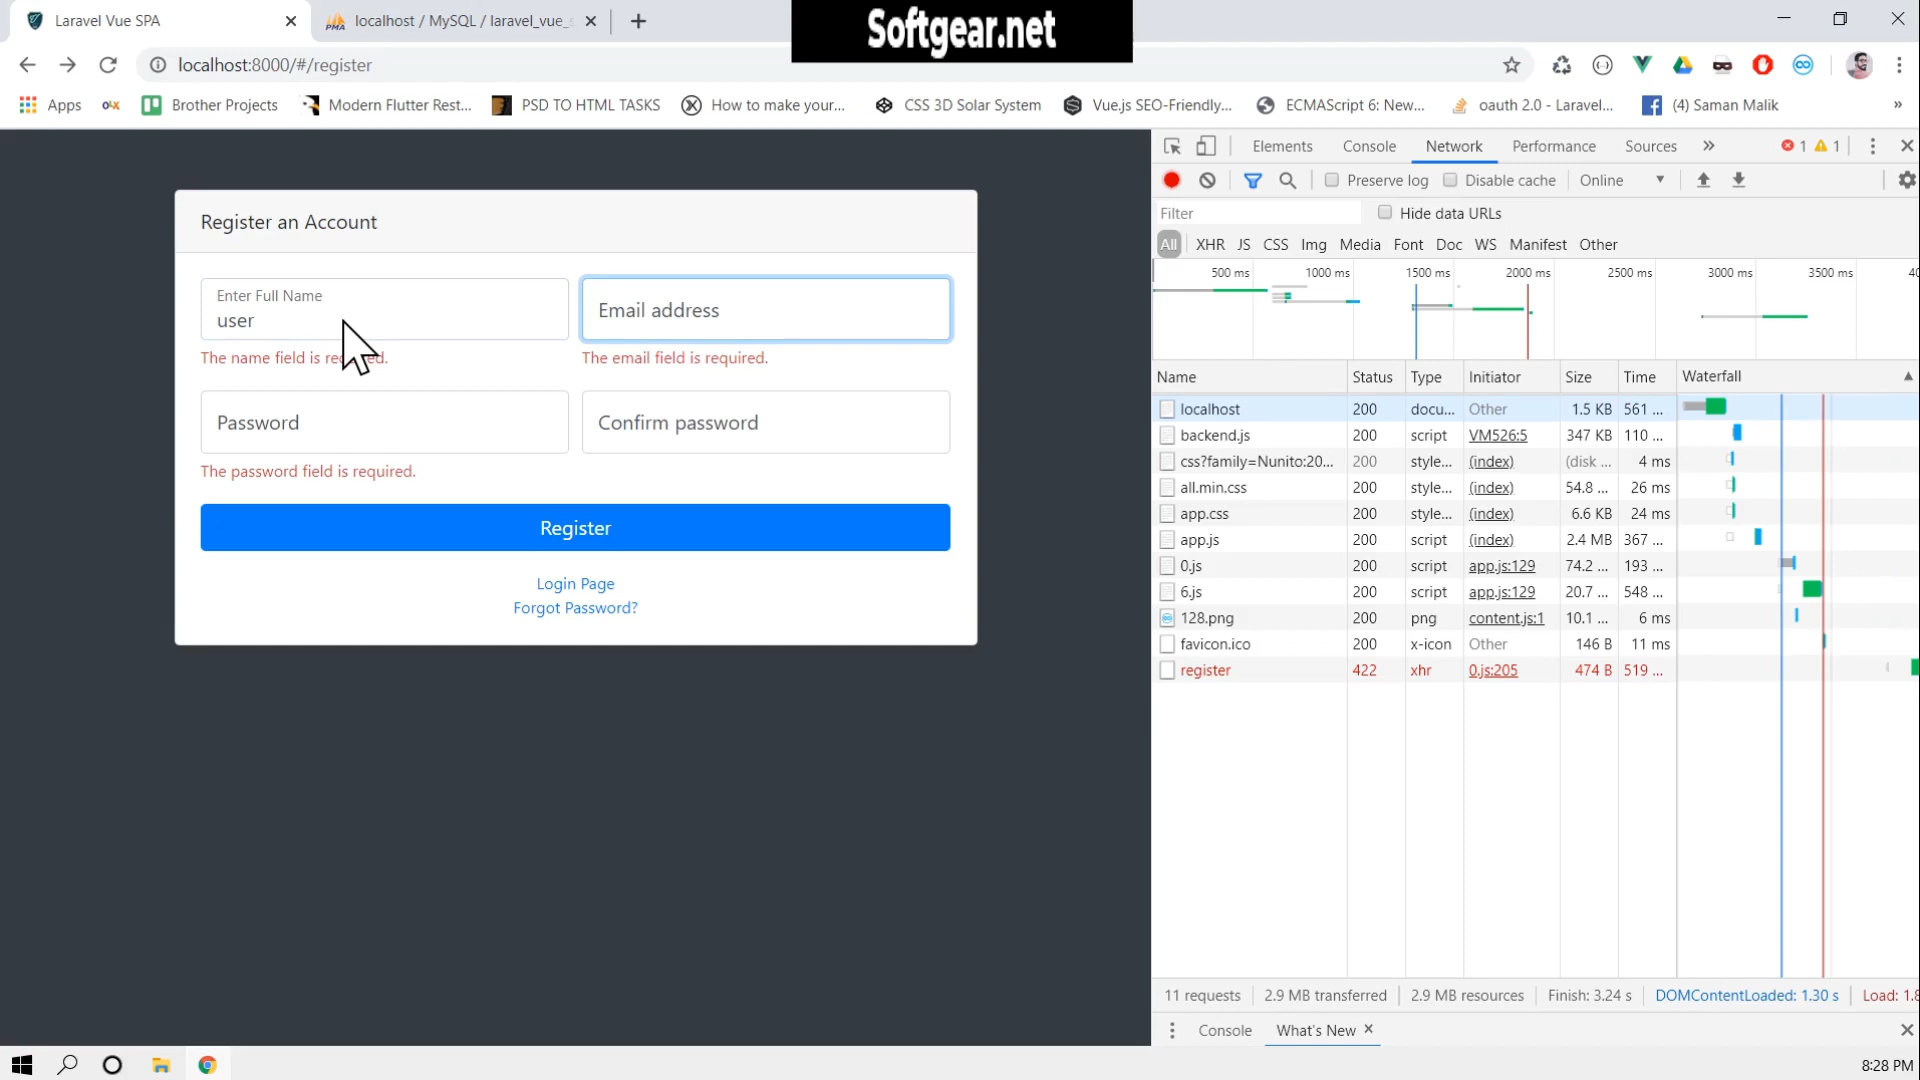 Laravel Vue SPA
localhost / MySQL / laravel_vue_s
Softgear.net
localhost:8000/#/register
Apps
olx
Brother Projects
Modern Flutter Rest...
PSD TO HTML TASKS
How to make your...
CSS 3D Solar System
Vue.js SEO-Friendly...
ECMAScript 6: New...
oauth 2.0 - Laravel...
(4) Saman Malik
»
Register an Account
Enter Full Name
user
Email address
The name field is required.
The email field is required.
Password
Confirm password
The password field is required.
Register
Login Page
Forgot Password?
Elements Console Network Performance Sources » 1 1
Preserve log Disable cache Online
Filter Hide data URLs
All XHR JS CSS Img Media Font Doc WS Manifest Other
500 ms 1000 ms 1500 ms 2000 ms 2500 ms 3000 ms 3500 ms 40
Name Status Type Initiator Size Time Waterfall
localhost 200 docu... Other 1.5 KB 561 ...
backend.js 200 script VM526:5 347 KB 110 ...
css?family=Nunito:20... 200 style... (index) (disk ... 4 ms
all.min.css 200 style... (index) 54.8 ... 26 ms
app.css 200 style... (index) 6.6 KB 24 ms
app.js 200 script (index) 2.4 MB 367 ...
0.js 200 script app.js:129 74.2 ... 193 ...
6.js 200 script app.js:129 20.7 ... 548 ...
128.png 200 png content.js:1 10.1 ... 6 ms
favicon.ico 200 x-icon Other 146 B 11 ms
register 422 xhr 0.js:205 474 B 519 ...
11 requests 2.9 MB transferred 2.9 MB resources Finish: 3.24 s DOMContentLoaded: 1.30 s Load: 1.8
Console What's New
8:28 PM